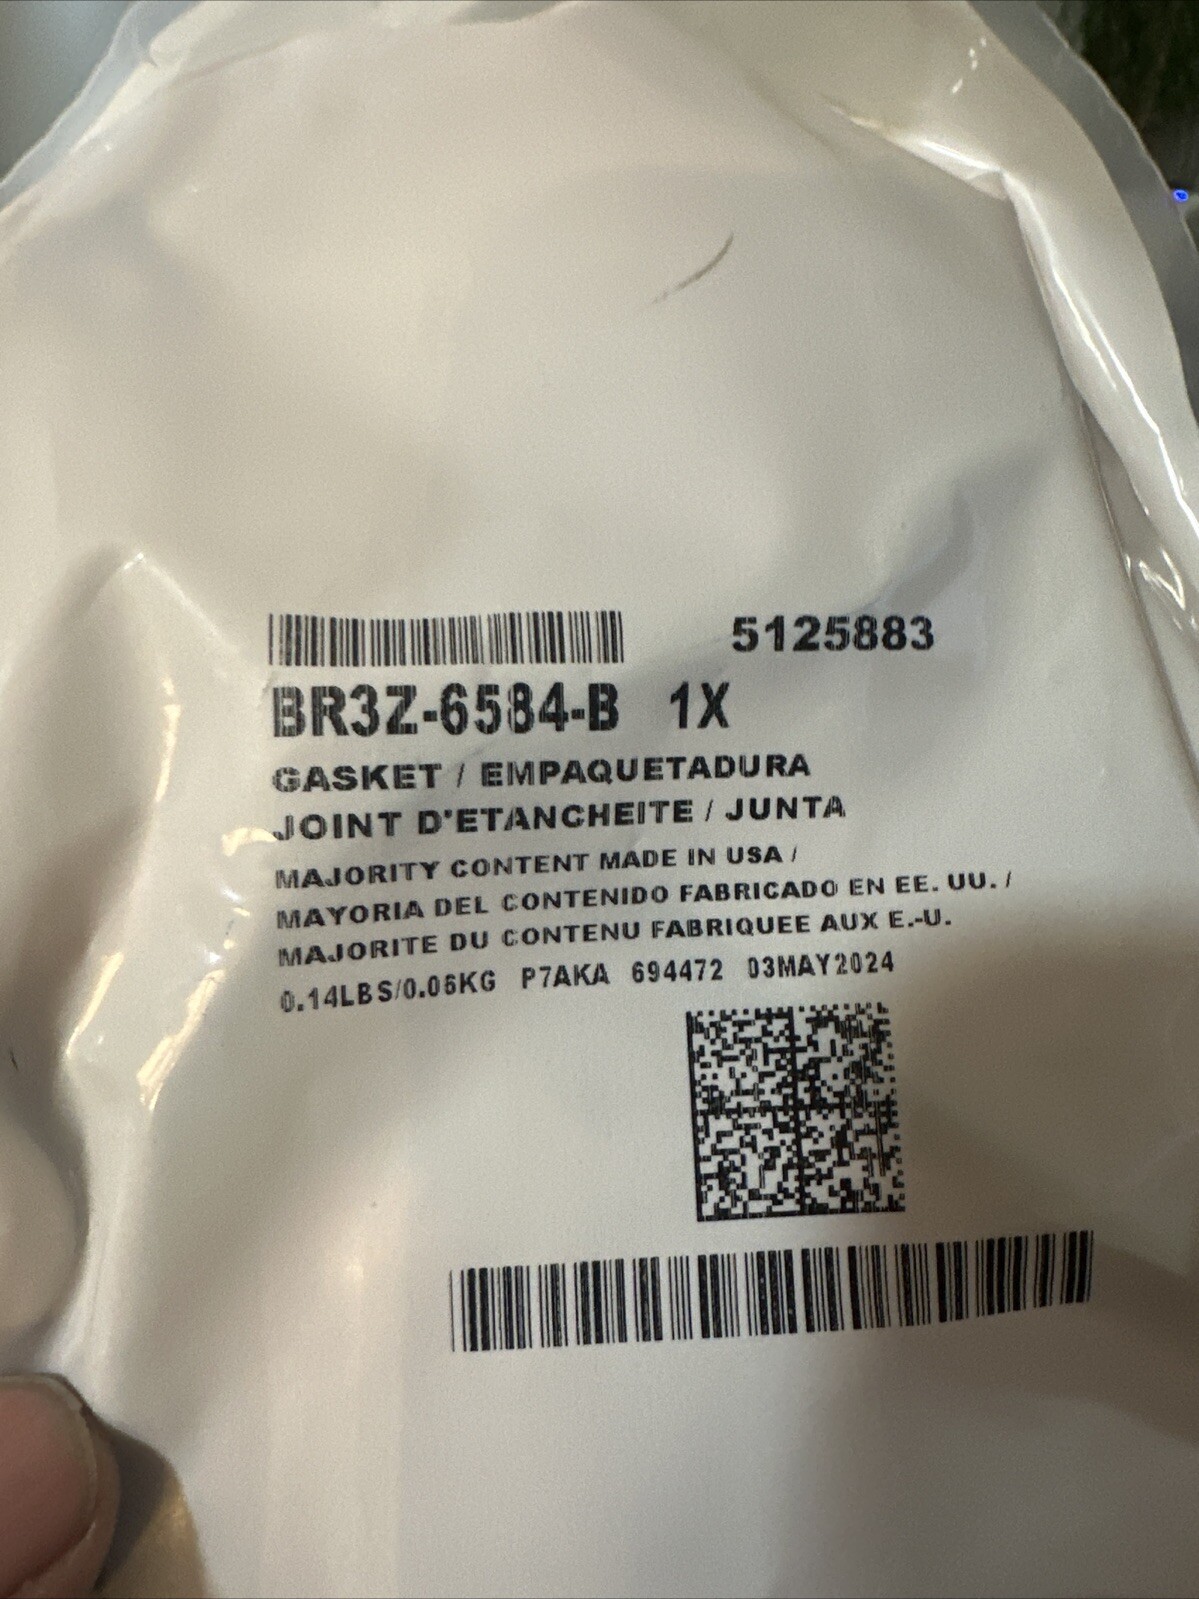 5125883
BR3Z-6584-B 1X
GASKET / EMPAQUETADURA
JOINT D'ETANCHEITE / JUNTA
MAJORITY CONTENT MADE IN USA /
MAYORIA DEL CONTENIDO FABRICADO EN EE. UU. /
MAJORITE DU CONTENU FABRIQUEE AUX E.-U.
0.14LBS/0.06KG P7AKA 694472 03MAY2024